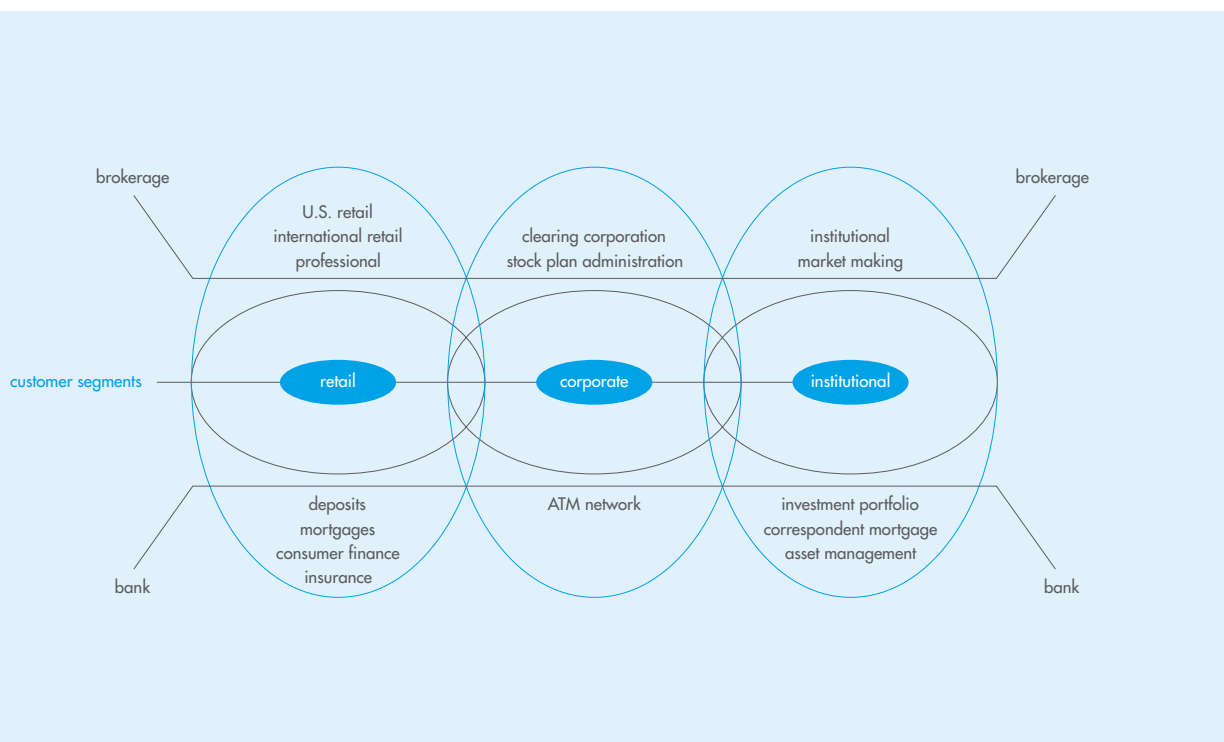 brokerage
brokerage
U.S. retail
international retail
professional
clearing corporation
stock plan administration
institutional
market making
customer segments
retail
corporate
institutional
deposits
mortgages
consumer finance
insurance
ATM network
investment portfolio
correspondent mortgage
asset management
bank
bank